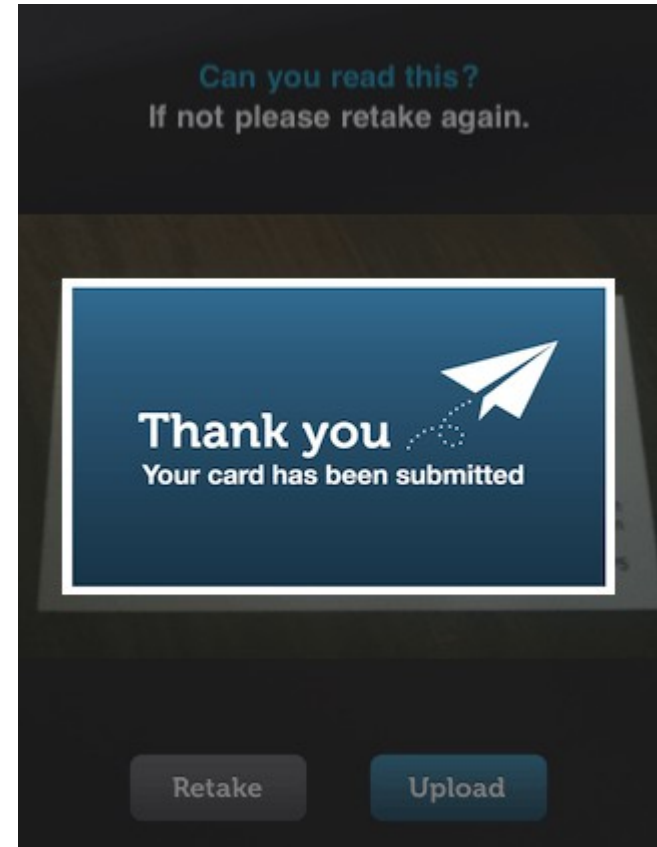 Can you read this?
If not please retake again.
Thank you
Your card has been submitted
Retake
Upload